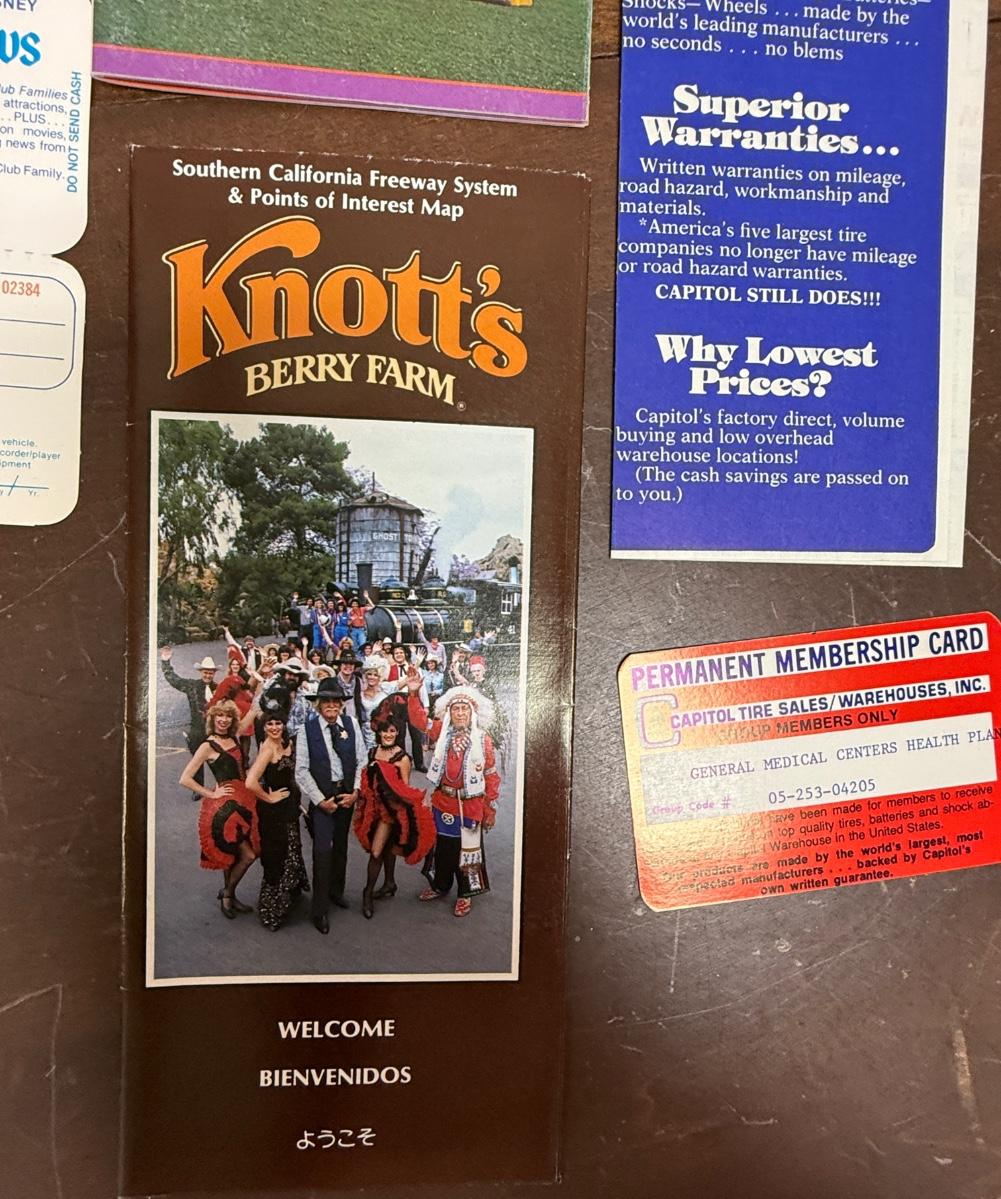 NEY
ub Families
attractions,
. . PLUS . . .
on movies,
news from
Club Family.
DO NOT SEND CASH
02384
vehicle.
corder/player
ipment
Yr.
Southern California Freeway System
& Points of Interest Map
Knott's
BERRY FARM®
GHOST
WELCOME
BIENVENIDOS
ようこそ
Shocks— Wheels . . . made by the
world's leading manufacturers . . .
no seconds . . . no blems
Superior
Warranties...
Written warranties on mileage,
road hazard, workmanship and
materials.
*America's five largest tire
companies no longer have mileage
or road hazard warranties.
CAPITOL STILL DOES!!!
Why Lowest
Prices?
Capitol's factory direct, volume
buying and low overhead
warehouse locations!
(The cash savings are passed on
to you.)
PERMANENT MEMBERSHIP CARD
CAPITOL TIRE SALES/WAREHOUSES, INC.
GROUP MEMBERS ONLY
GENERAL MEDICAL CENTERS HEALTH PLAN
Group Code # 05-253-04205
have been made for members to receive
top quality tires, batteries and shock ab-
Warehouse in the United States.
Our products are made by the world's largest, most
respected manufacturers . . . backed by Capitol's
own written guarantee.